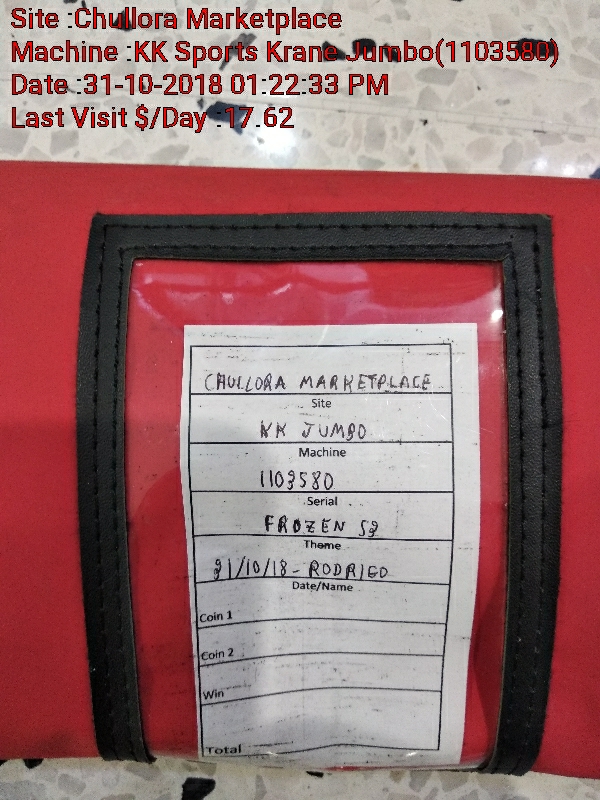 Site :Chullora Marketplace
Machine :KK Sports Krane Jumbo(1103580)
Date :31-10-2018 01:22:33 PM
Last Visit $/Day :17.62
CHULLORA MARKETPLACE
Site
KK JUMBO
Machine
1103580
Serial
FROZEN S3
Theme
31/10/18 - RODRIGO
Date/Name
Coin 1
Coin 2
Win
Total